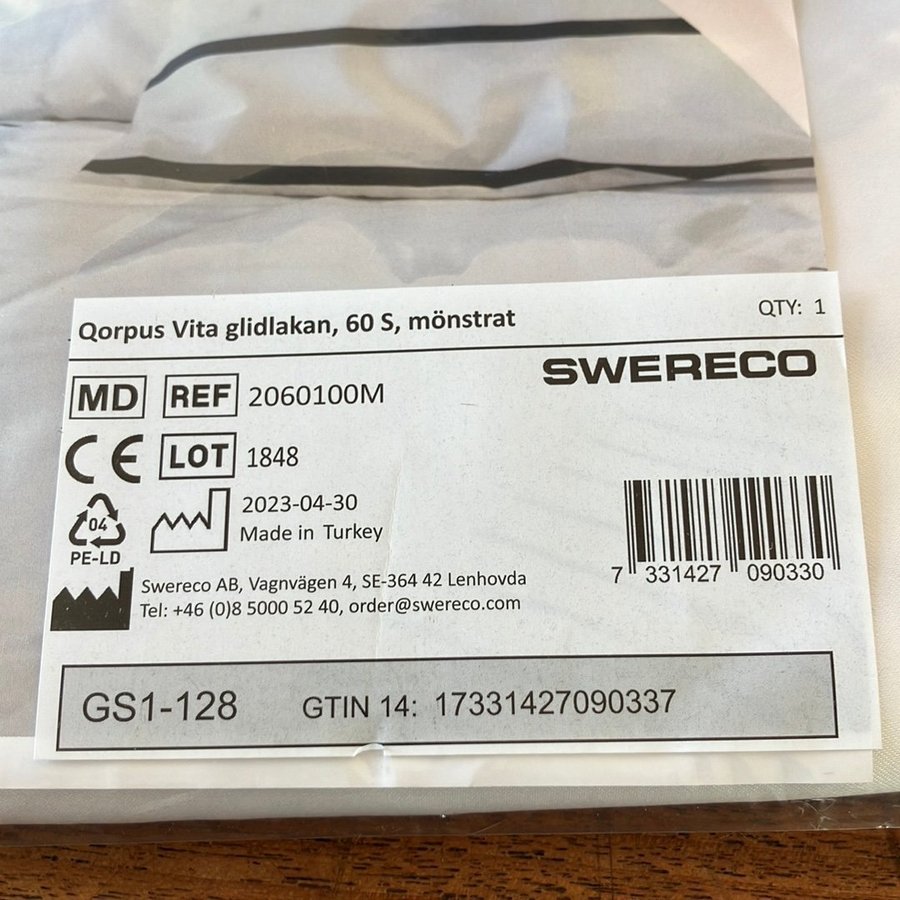 Qorpus Vita glidlakan, 60 S, mönstrat
QTY: 1
SWERECO
MD REF 2060100M
CE LOT 1848
04
PE-LD
2023-04-30
Made in Turkey
Swereco AB, Vagnvägen 4, SE-364 42 Lenhovda
Tel: +46 (0)8 5000 52 40, order@swereco.com
7 331427 090330
GS1-128 GTIN 14: 17331427090337